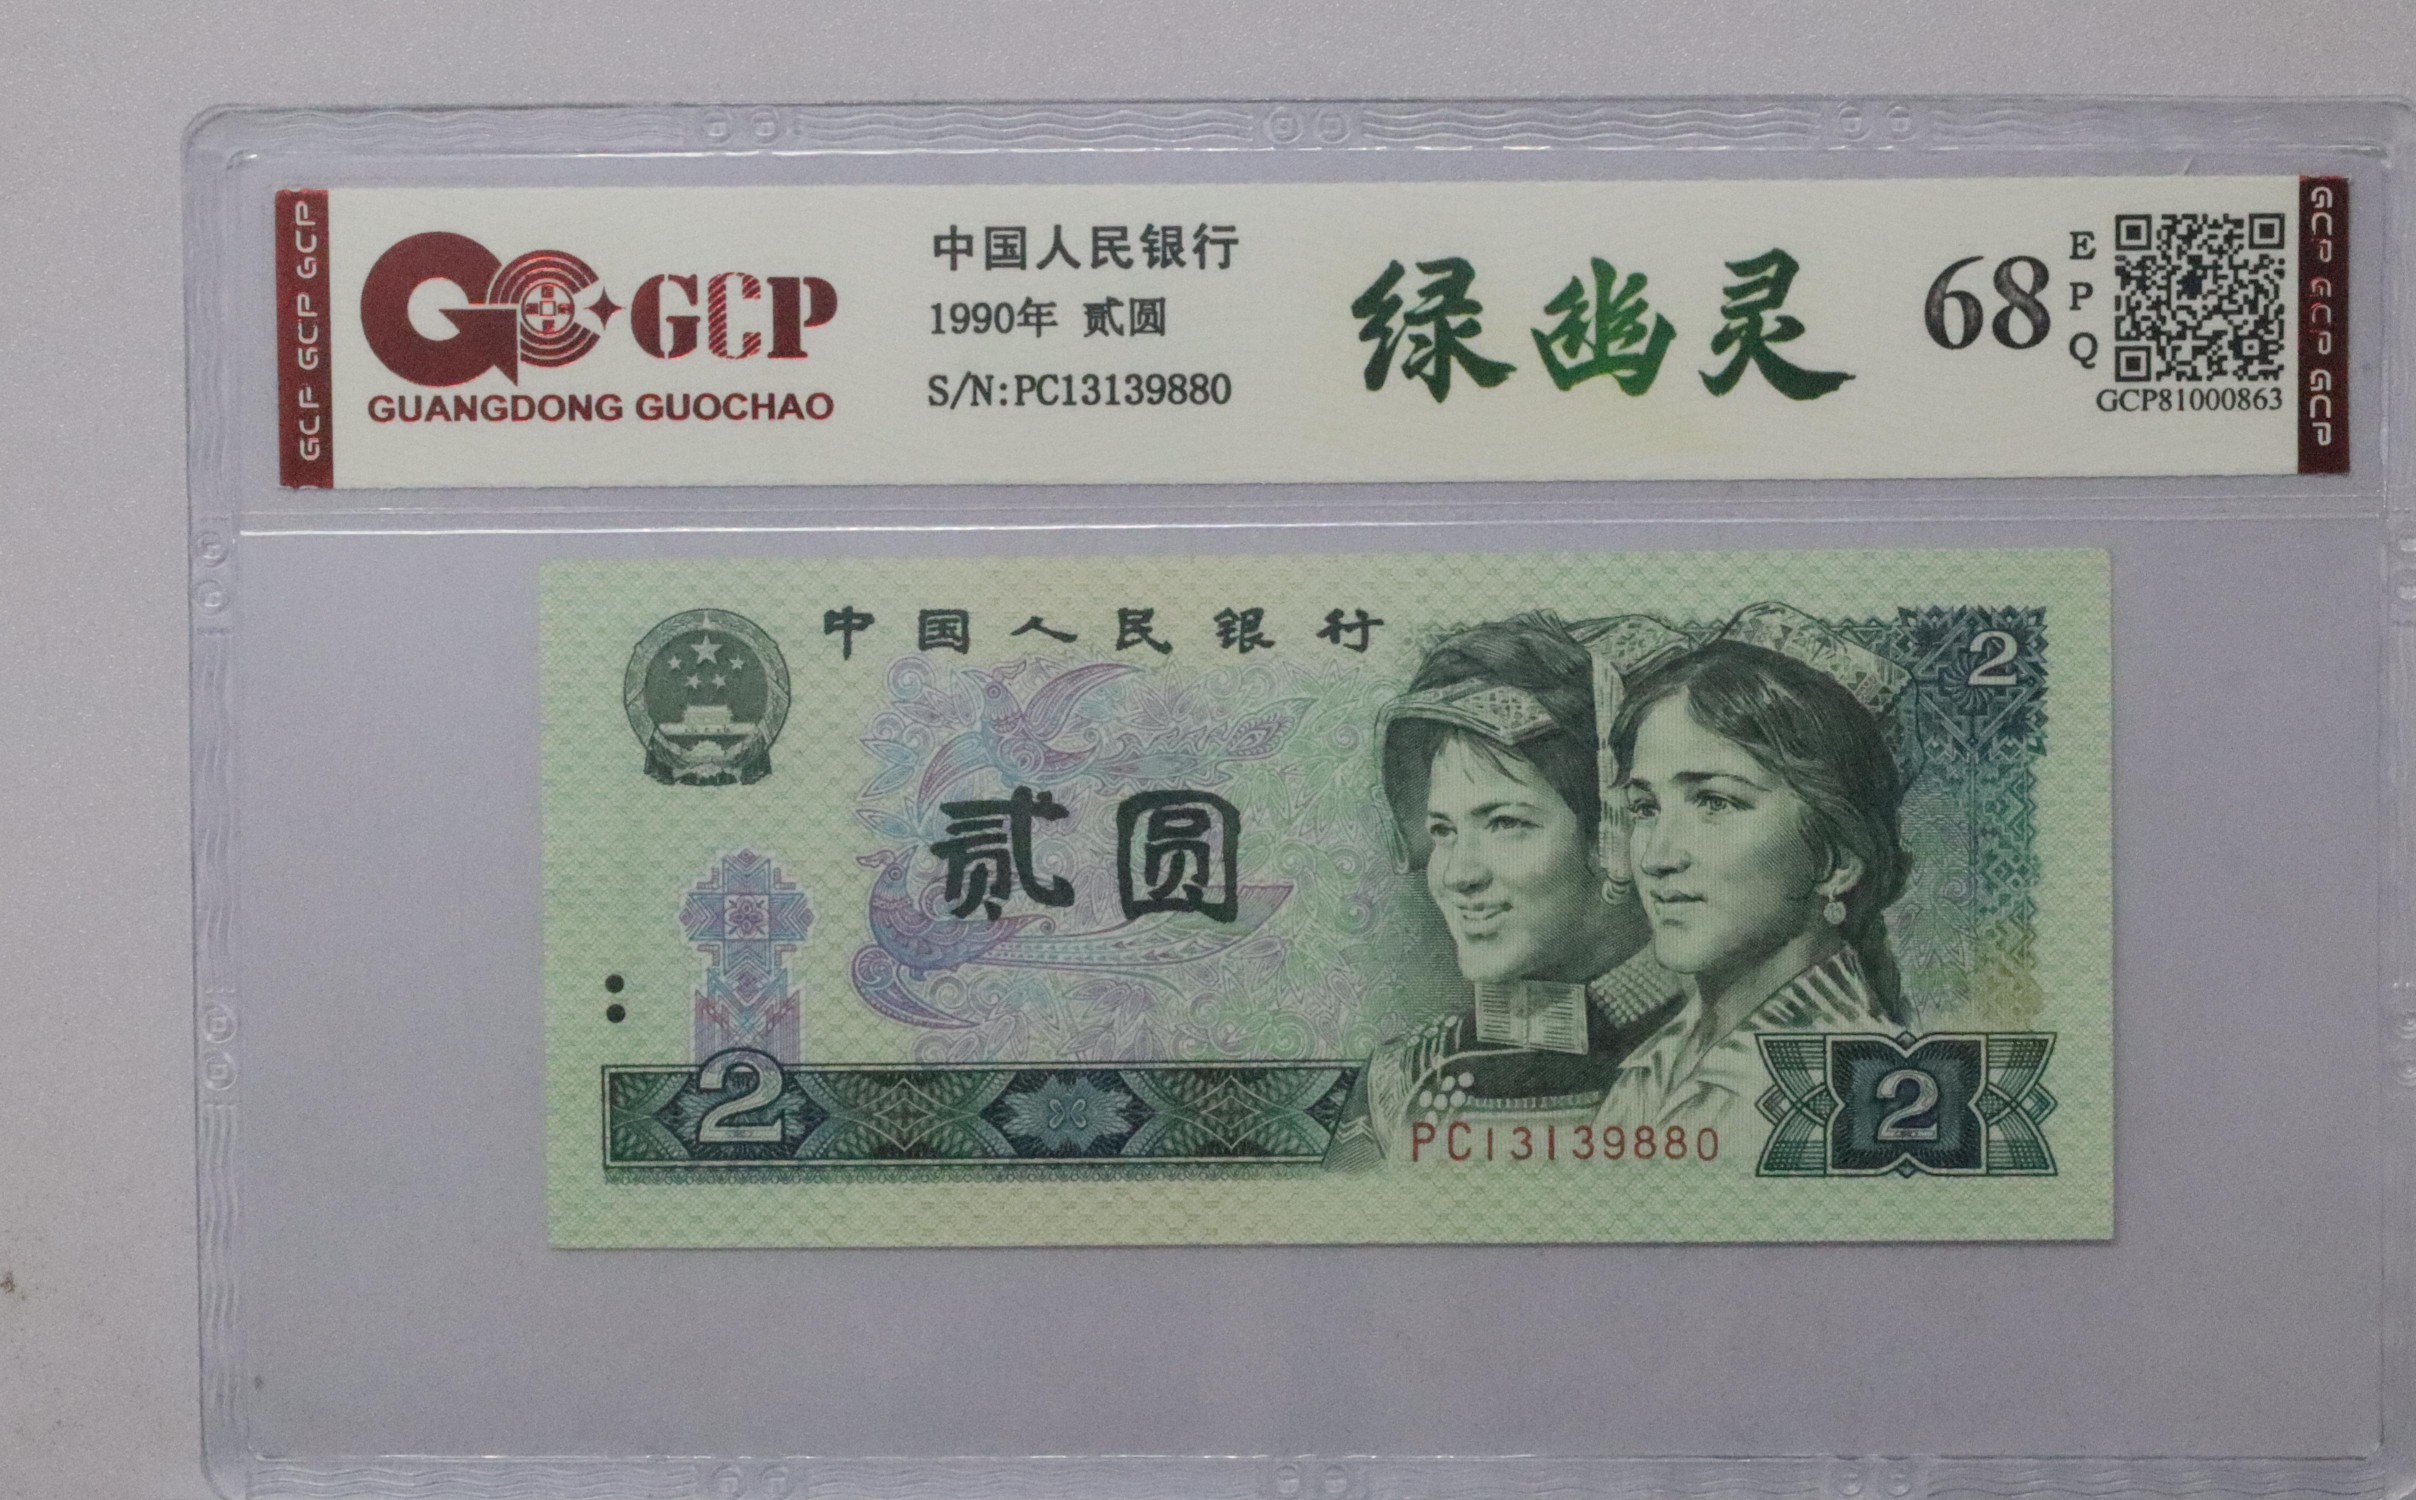 GCP GCP GCP
GCP
GUANGDONG GUOCHAO
中国人民银行
1990年 贰圆
S/N:PC13139880
绿幽灵
68
EPQ
GCP81000863
GCP GCP GCP
中国人民银行
2
贰圆
2
PC13139880
2